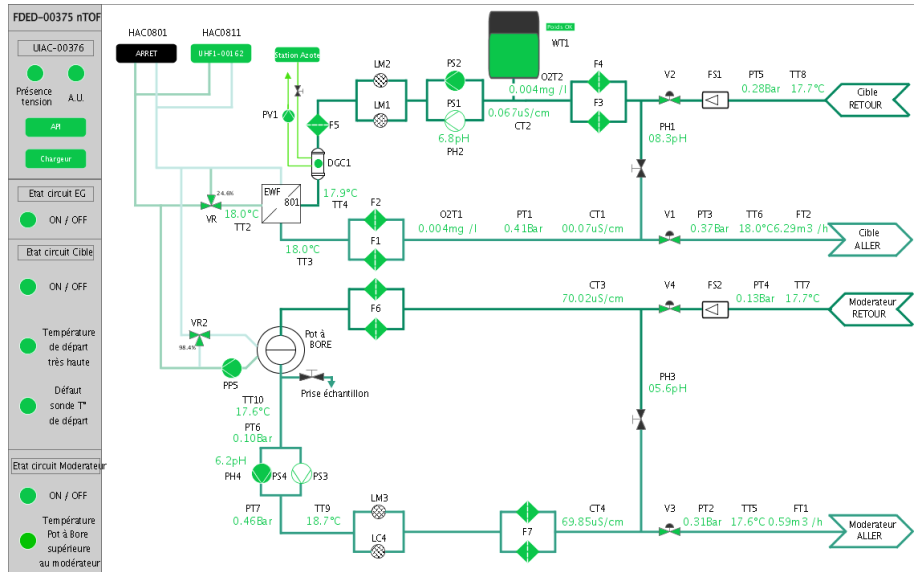 FDED-00375 nTOF
UIAC-00376
Présence
tension
A.U.
API
Chargeur
Etat circuit EG
ON / OFF
Etat circuit Cible
ON / OFF
Température
de départ
très haute
Défaut
sonde T°
de départ
Etat circuit Moderateur
ON / OFF
Température
Pot à Bore
supérieure
au modérateur
HAC0801
ARRET
HAC0811
UHF1-00162
Station Azote
PV1
F5
DGC1
LM2
LM1
PS2
PS1
6.8pH
PH2
Poids OK
WT1
O2T2
0.004mg /l
0.067uS/cm
CT2
F4
F3
V2
FS1
PT5
0.28Bar
TT8
17.7°C
Cible
RETOUR
PH1
08.3pH
24.6%
VR
18.0°C
TT2
EWF
801
17.9°C
TT4
18.0°C
TT3
F2
F1
O2T1
0.004mg /l
PT1
0.41Bar
CT1
00.07uS/cm
V1
PT3
0.37Bar
TT6
18.0°C
FT2
6.29m3 /h
Cible
ALLER
F6
CT3
70.02uS/cm
V4
FS2
PT4
0.13Bar
TT7
17.7°C
Moderateur
RETOUR
VR2
98.4%
PP5
Pot à
BORE
Prise échantillon
PH3
05.6pH
TT10
17.6°C
PT6
0.10Bar
6.2pH
PH4
PS4
PS3
PT7
0.46Bar
TT9
18.7°C
LM3
LC4
F7
CT4
69.85uS/cm
V3
PT2
0.31Bar
TT5
17.6°C
FT1
0.59m3 /h
Moderateur
ALLER